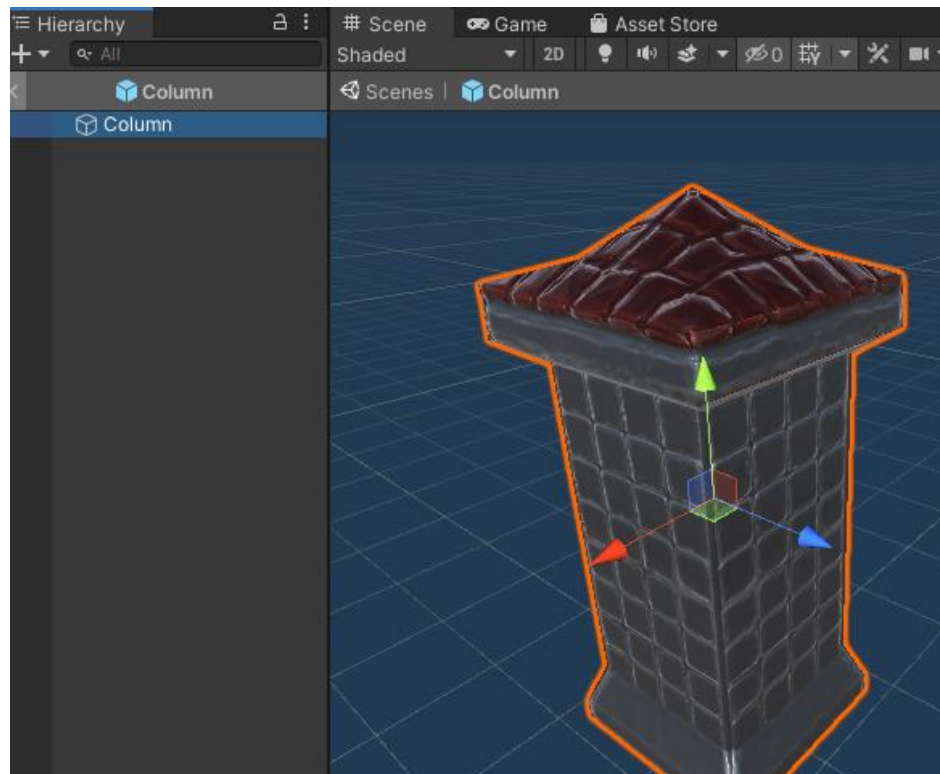 Hierarchy
All
Column
Column
Scene Game Asset Store
Shaded 2D 0
Scenes | Column